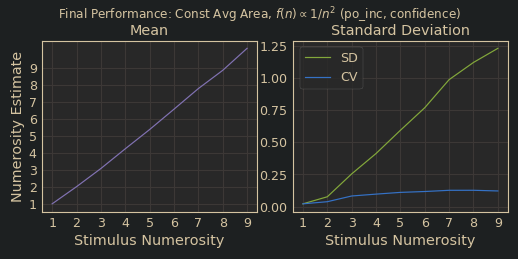 Final Performance: Const Avg Area, f(n) ∝ 1/n² (po_inc, confidence)
Mean
Numerosity Estimate
9
8
7
6
5
4
3
2
1
1 2 3 4 5 6 7 8 9
Stimulus Numerosity
Standard Deviation
1.25
1.00
0.75
0.50
0.25
0.00
SD
CV
1 2 3 4 5 6 7 8 9
Stimulus Numerosity